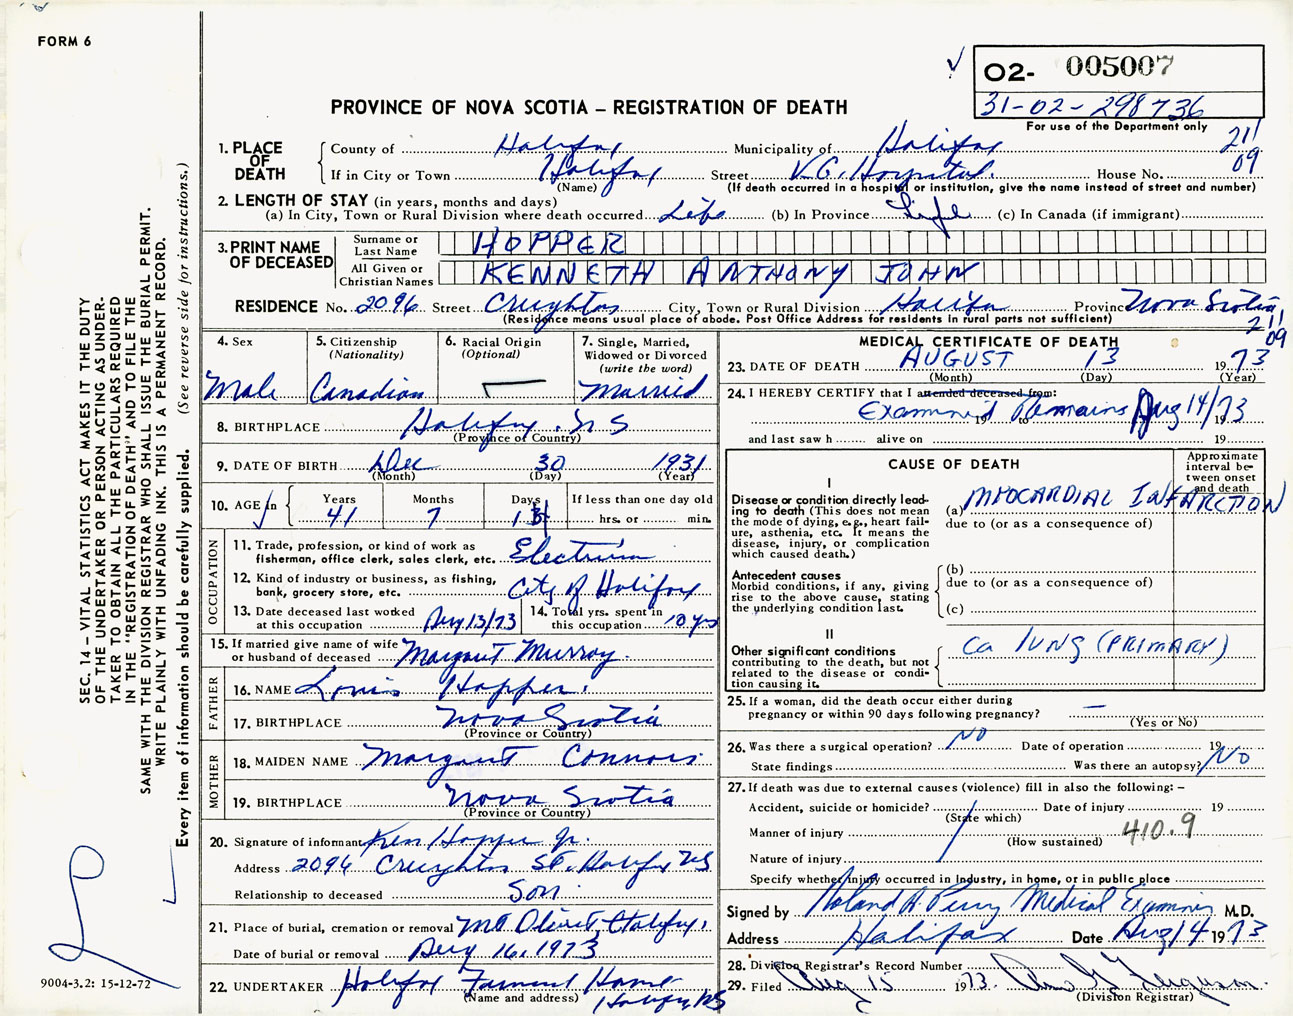 FORM 6
02- 005007
31-02-298736
For use of the Department only
PROVINCE OF NOVA SCOTIA – REGISTRATION OF DEATH
211
09
1. PLACE OF DEATH
County of Halifax Municipality of Halifax
If in City or Town Halifax Street V.G. Hospital House No.
(Name) (If death occurred in a hospital or institution, give the name instead of street and number)
2. LENGTH OF STAY (in years, months and days)
(a) In City, Town or Rural Division where death occurred Life (b) In Province Life (c) In Canada (if immigrant)
3. PRINT NAME OF DECEASED
Surname or Last Name HOPPER
All Given or Christian Names KENNETH ANTHONY JOHN
RESIDENCE No. 2096 Street Creighton City, Town or Rural Division Halifax Province Nova Scotia
(Residence means usual place of abode. Post Office Address for residents in rural parts not sufficient)
211
09
4. Sex
Male
5. Citizenship
(Nationality)
Canadian
6. Racial Origin
(Optional)
—
7. Single, Married,
Widowed or Divorced
(write the word)
Married
8. BIRTHPLACE Halifax N S
(Province of Country)
9. DATE OF BIRTH Dec 30 1931
(Month) (Day) (Year)
10. AGE in
Years Months Days If less than one day old
41 7 13 hrs. or min.
OCCUPATION
11. Trade, profession, or kind of work as
fisherman, office clerk, sales clerk, etc. Electrician
12. Kind of industry or business, as fishing,
bank, grocery store, etc. City of Halifax
13. Date deceased last worked
at this occupation Aug 13/73
14. Total yrs. spent in
this occupation 10 yrs
15. If married give name of wife
or husband of deceased Margaret Murray
FATHER
16. NAME Louis Hopper
17. BIRTHPLACE Nova Scotia
(Province or Country)
MOTHER
18. MAIDEN NAME Margaret Connors
19. BIRTHPLACE Nova Scotia
(Province or Country)
20. Signature of informant Ken Hopper Jr.
Address 2096 Creighton St. Halifax NS
Relationship to deceased Son
21. Place of burial, cremation or removal Mt Olivet, Halifax
Date of burial or removal Aug 16, 1973
22. UNDERTAKER Halifax Funeral Home
(Name and address) Halifax, NS
MEDICAL CERTIFICATE OF DEATH
23. DATE OF DEATH AUGUST 13 1973
(Month) (Day) (Year)
24. I HEREBY CERTIFY that I attended deceased from:
Examined Remains Aug 14/73
19 to 19
and last saw h alive on 19
CAUSE OF DEATH
Approximate
interval be-
tween onset
and death
I
Disease or condition directly lead-
ing to death (This does not mean
the mode of dying, e.g., heart fail-
ure, asthenia, etc. It means the
disease, injury, or complication
which caused death.)
(a) MYOCARDIAL INFARCTION
due to (or as a consequence of)
Antecedent causes
Morbid conditions, if any, giving
rise to the above cause, stating
the underlying condition last.
(b)
due to (or as a consequence of)
(c)
II
Other significant conditions
contributing to the death, but not
related to the disease or condi-
tion causing it.
Ca lung (PRIMARY)
25. If a woman, did the death occur either during
pregnancy or within 90 days following pregnancy? —
(Yes or No)
26. Was there a surgical operation? NO Date of operation 19
State findings Was there an autopsy? NO
27. If death was due to external causes (violence) fill in also the following: –
Accident, suicide or homicide? Date of injury 19
(State which)
Manner of injury
(How sustained) 410.9
Nature of injury
Specify whether injury occurred in Industry, in home, or in public place
Signed by Roland A. Perry Medical Examiner M.D.
Address Halifax Date Aug 14 1973
28. Division Registrar's Record Number
29. Filed Aug 15 1973. Ferguson
(Division Registrar)
SEC. 14 – VITAL STATISTICS ACT MAKES IT THE DUTY
OF THE UNDERTAKER OR PERSON ACTING AS UNDER-
TAKER TO OBTAIN ALL THE PARTICULARS REQUIRED
IN THE "REGISTRATION OF DEATH" AND TO FILE THE
SAME WITH THE DIVISION REGISTRAR WHO SHALL ISSUE THE BURIAL PERMIT.
WRITE PLAINLY WITH UNFADING INK. THIS IS A PERMANENT RECORD.
Every item of information should be carefully supplied. (See reverse side for instructions.)
9004-3.2: 15-12-72